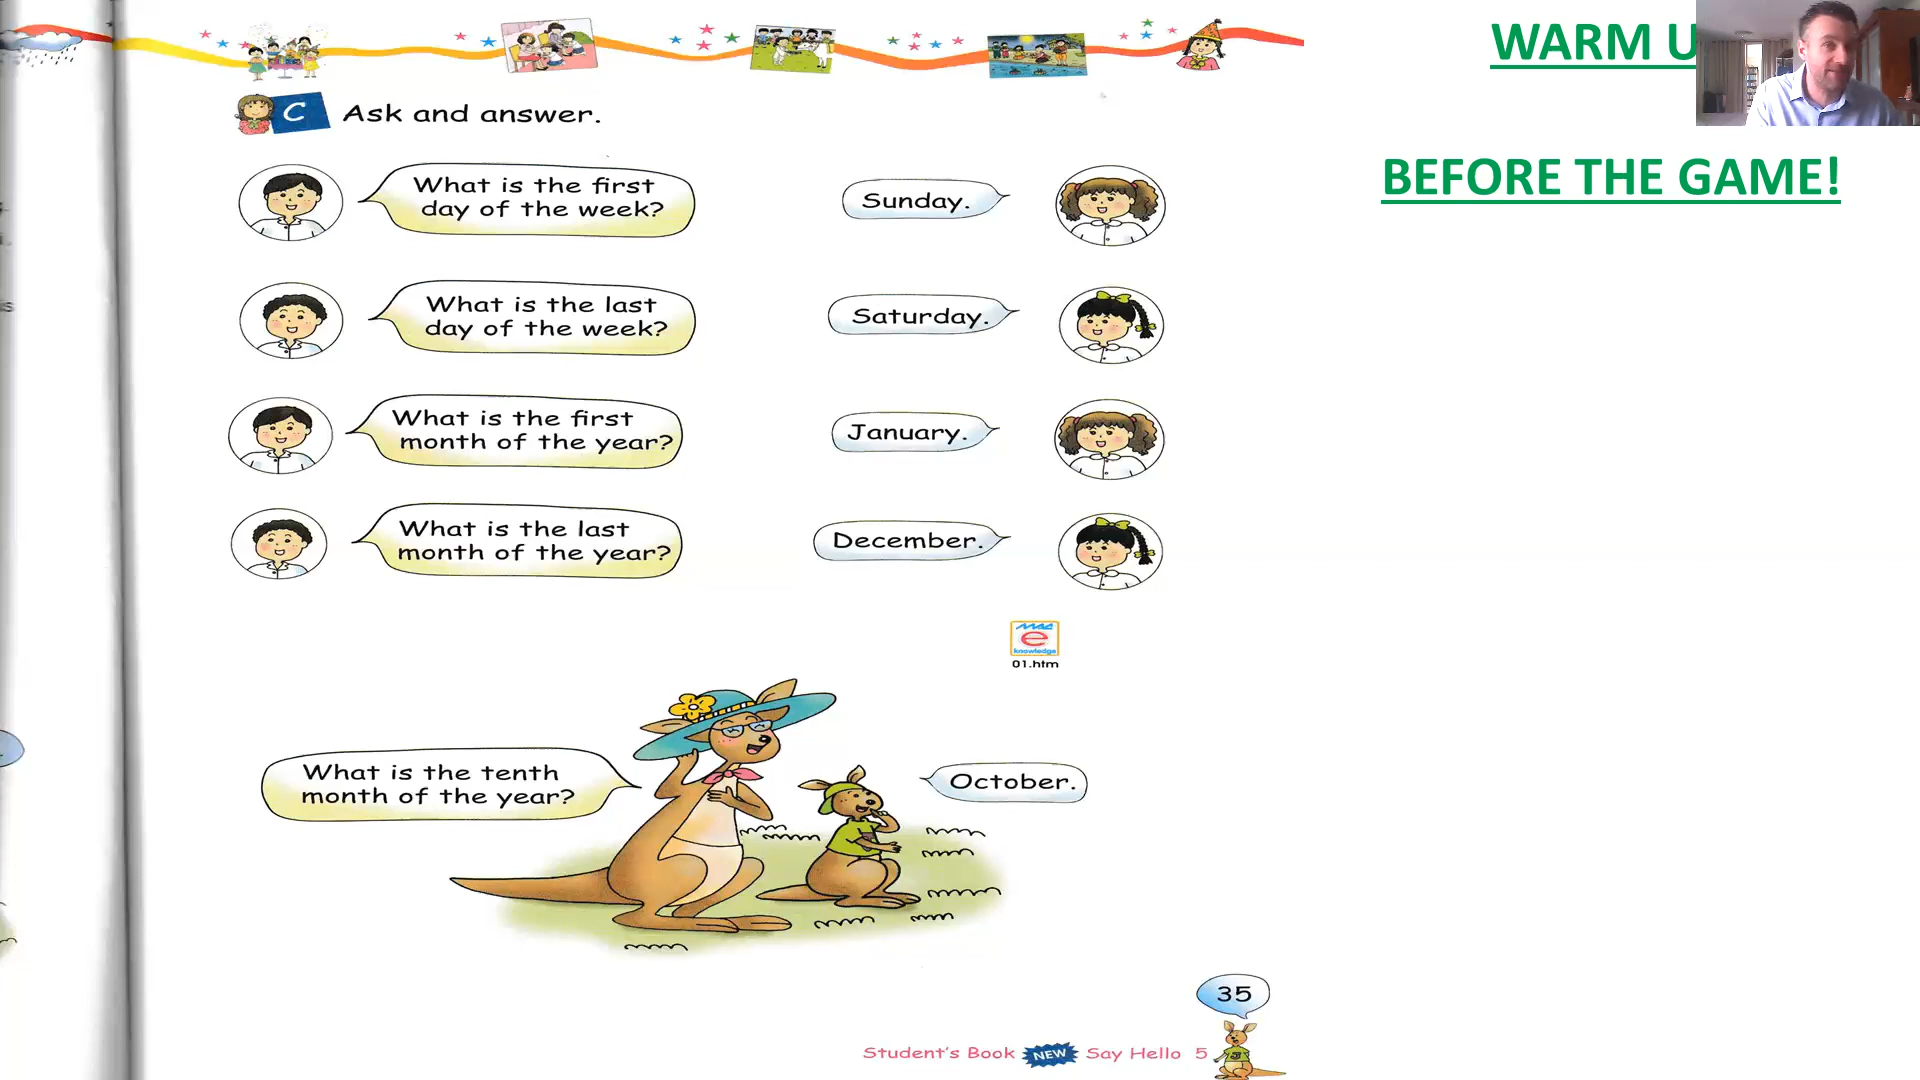 WARM U
BEFORE THE GAME!
C Ask and answer.
What is the first
day of the week?
Sunday.
What is the last
day of the week?
Saturday.
What is the first
month of the year?
January.
What is the last
month of the year?
December.
e
knowledge
01.htm
What is the tenth
month of the year?
October.
35
Student's Book NEW Say Hello 5